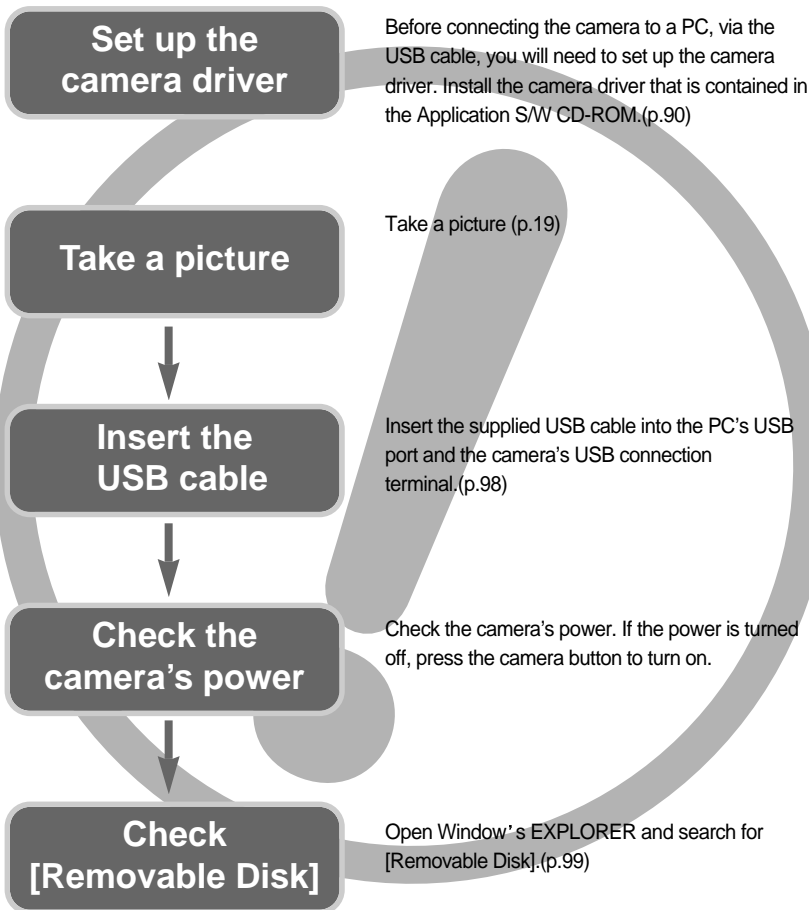 Set up the
camera driver
Before connecting the camera to a PC, via the
USB cable, you will need to set up the camera
driver. Install the camera driver that is contained in
the Application S/W CD-ROM.(p.90)
Take a picture
Take a picture (p.19)
Insert the
USB cable
Insert the supplied USB cable into the PC's USB
port and the camera's USB connection
terminal.(p.98)
Check the
camera's power
Check the camera's power. If the power is turned
off, press the camera button to turn on.
Check
[Removable Disk]
Open Window's EXPLORER and search for
[Removable Disk].(p.99)